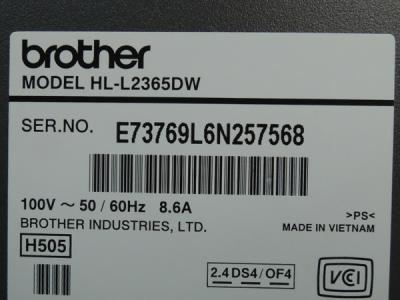 brother
MODEL HL-L2365DW
SER.NO. E73769L6N257568
100V ~ 50 / 60Hz 8.6A
BROTHER INDUSTRIES, LTD.
>PS<
MADE IN VIETNAM
H505
2.4 DS4 / OF4
VCI